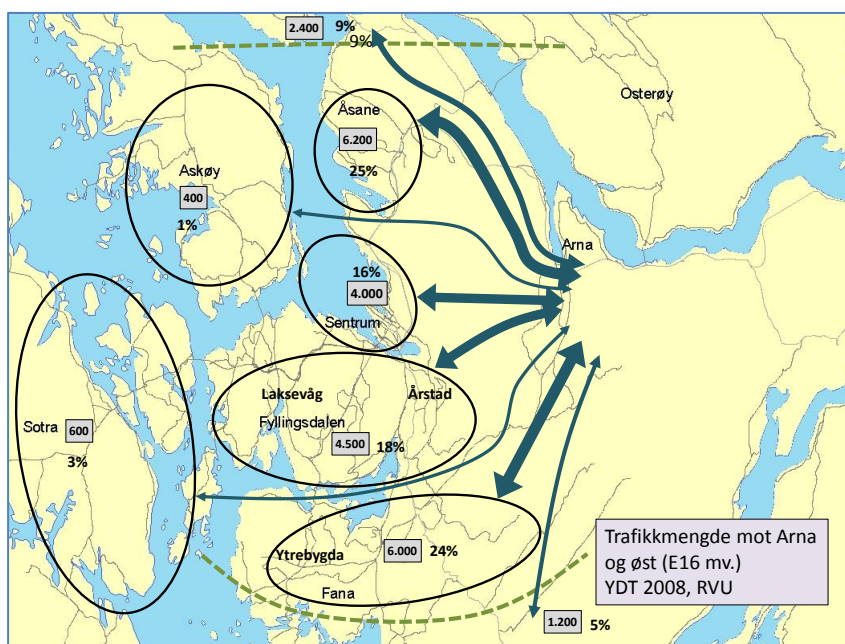 2.400 9%
9%
Osterøy
Åsane
6.200
25%
Askøy
400
1%
Arna
16%
4.000
Sentrum
Laksevåg Årstad
Fyllingsdalen
4.500 18%
Sotra
600
3%
Ytrebygda 6.000 24%
Fana
Trafikkmengde mot Arna
og øst (E16 mv.)
YDT 2008, RVU
1.200 5%